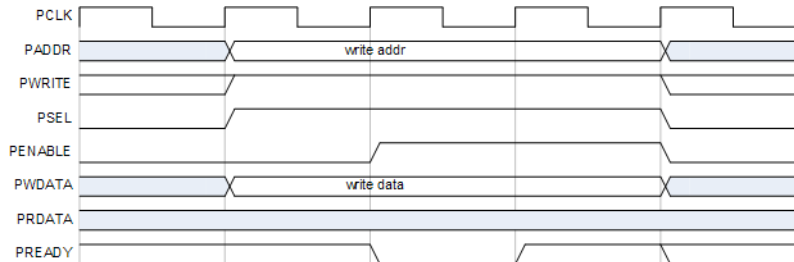 PCLK
PADDR write addr
PWRITE
PSEL
PENABLE
PWDATA write data
PRDATA
PREADY